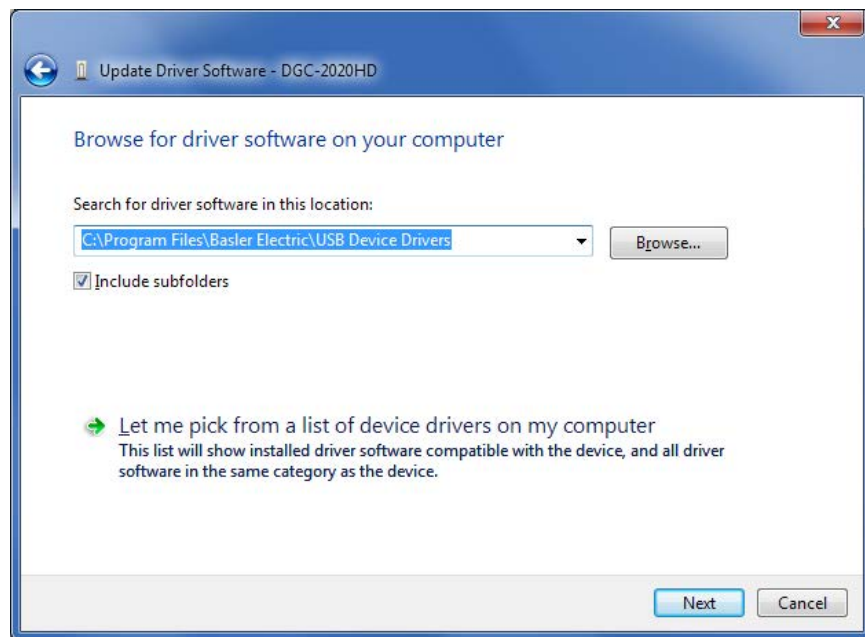 Update Driver Software - DGC-2020HD
Browse for driver software on your computer
Search for driver software in this location:
C:\Program Files\Basler Electric\USB Device Drivers
Browse...
Include subfolders
Let me pick from a list of device drivers on my computer
This list will show installed driver software compatible with the device, and all driver
software in the same category as the device.
Next
Cancel